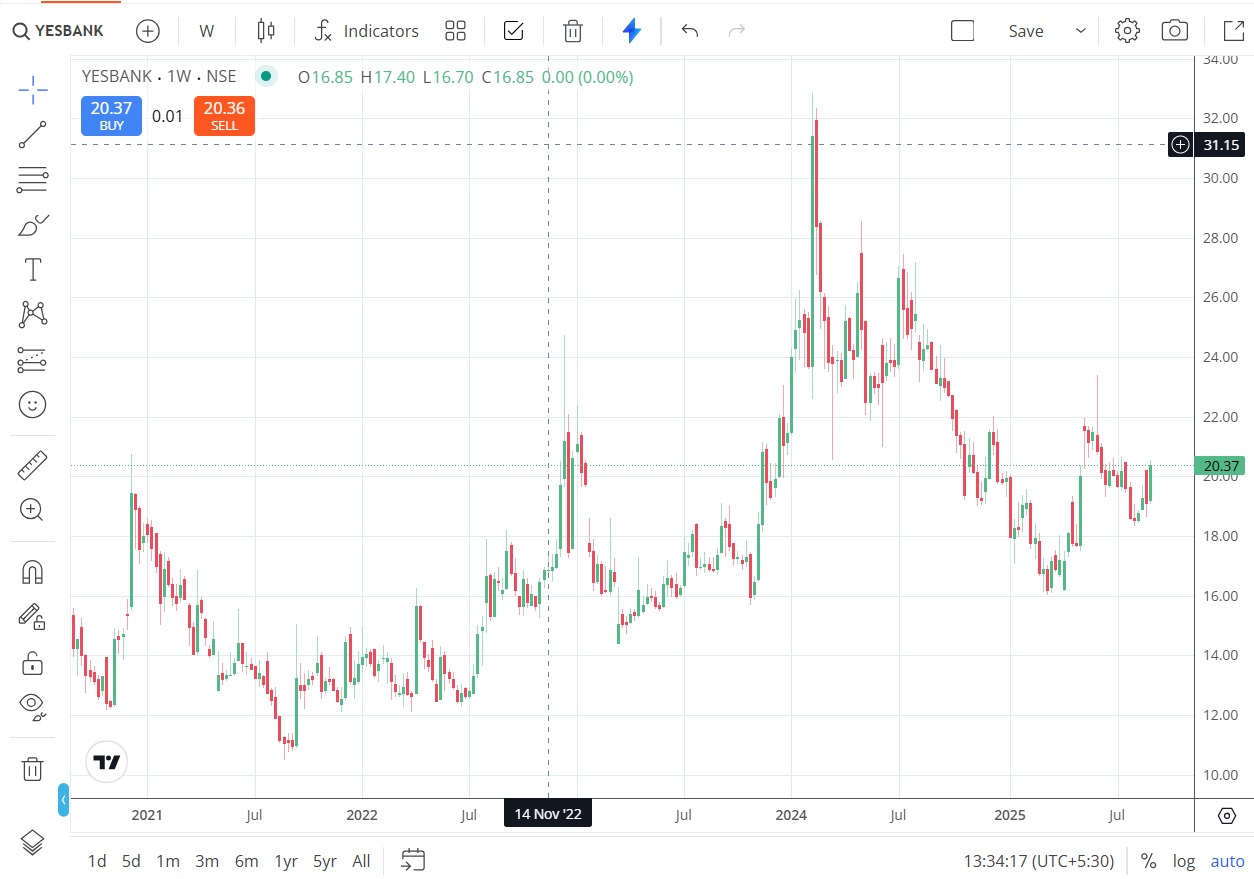 YESBANK W Indicators Save
YESBANK · 1W · NSE O16.85 H17.40 L16.70 C16.85 0.00 (0.00%)
20.37 0.01 20.36
BUY SELL
34.00
32.00
31.15
30.00
28.00
26.00
24.00
22.00
20.37
20.00
18.00
16.00
14.00
12.00
10.00
2021 Jul 2022 Jul 14 Nov '22 Jul 2024 Jul 2025 Jul
1d 5d 1m 3m 6m 1yr 5yr All 13:34:17 (UTC+5:30) % log auto